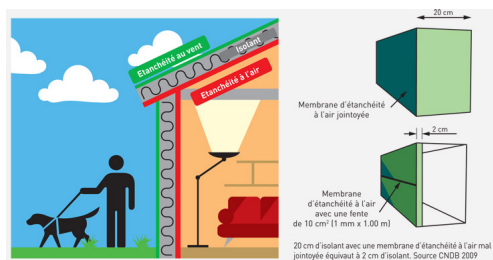 Etanchéité au vent
Isolant
Etanchéité à l'air
20 cm
Membrane d'étanchéité
à l'air jointoyée
2 cm
Membrane
d'étanchéité à l'air
avec une fente
de 10 cm² (1 mm x 1.00 m)
20 cm d'isolant avec une membrane d'étanchéité à l'air mal
jointoyée équivaut à 2 cm d'isolant. Source CNDB 2009